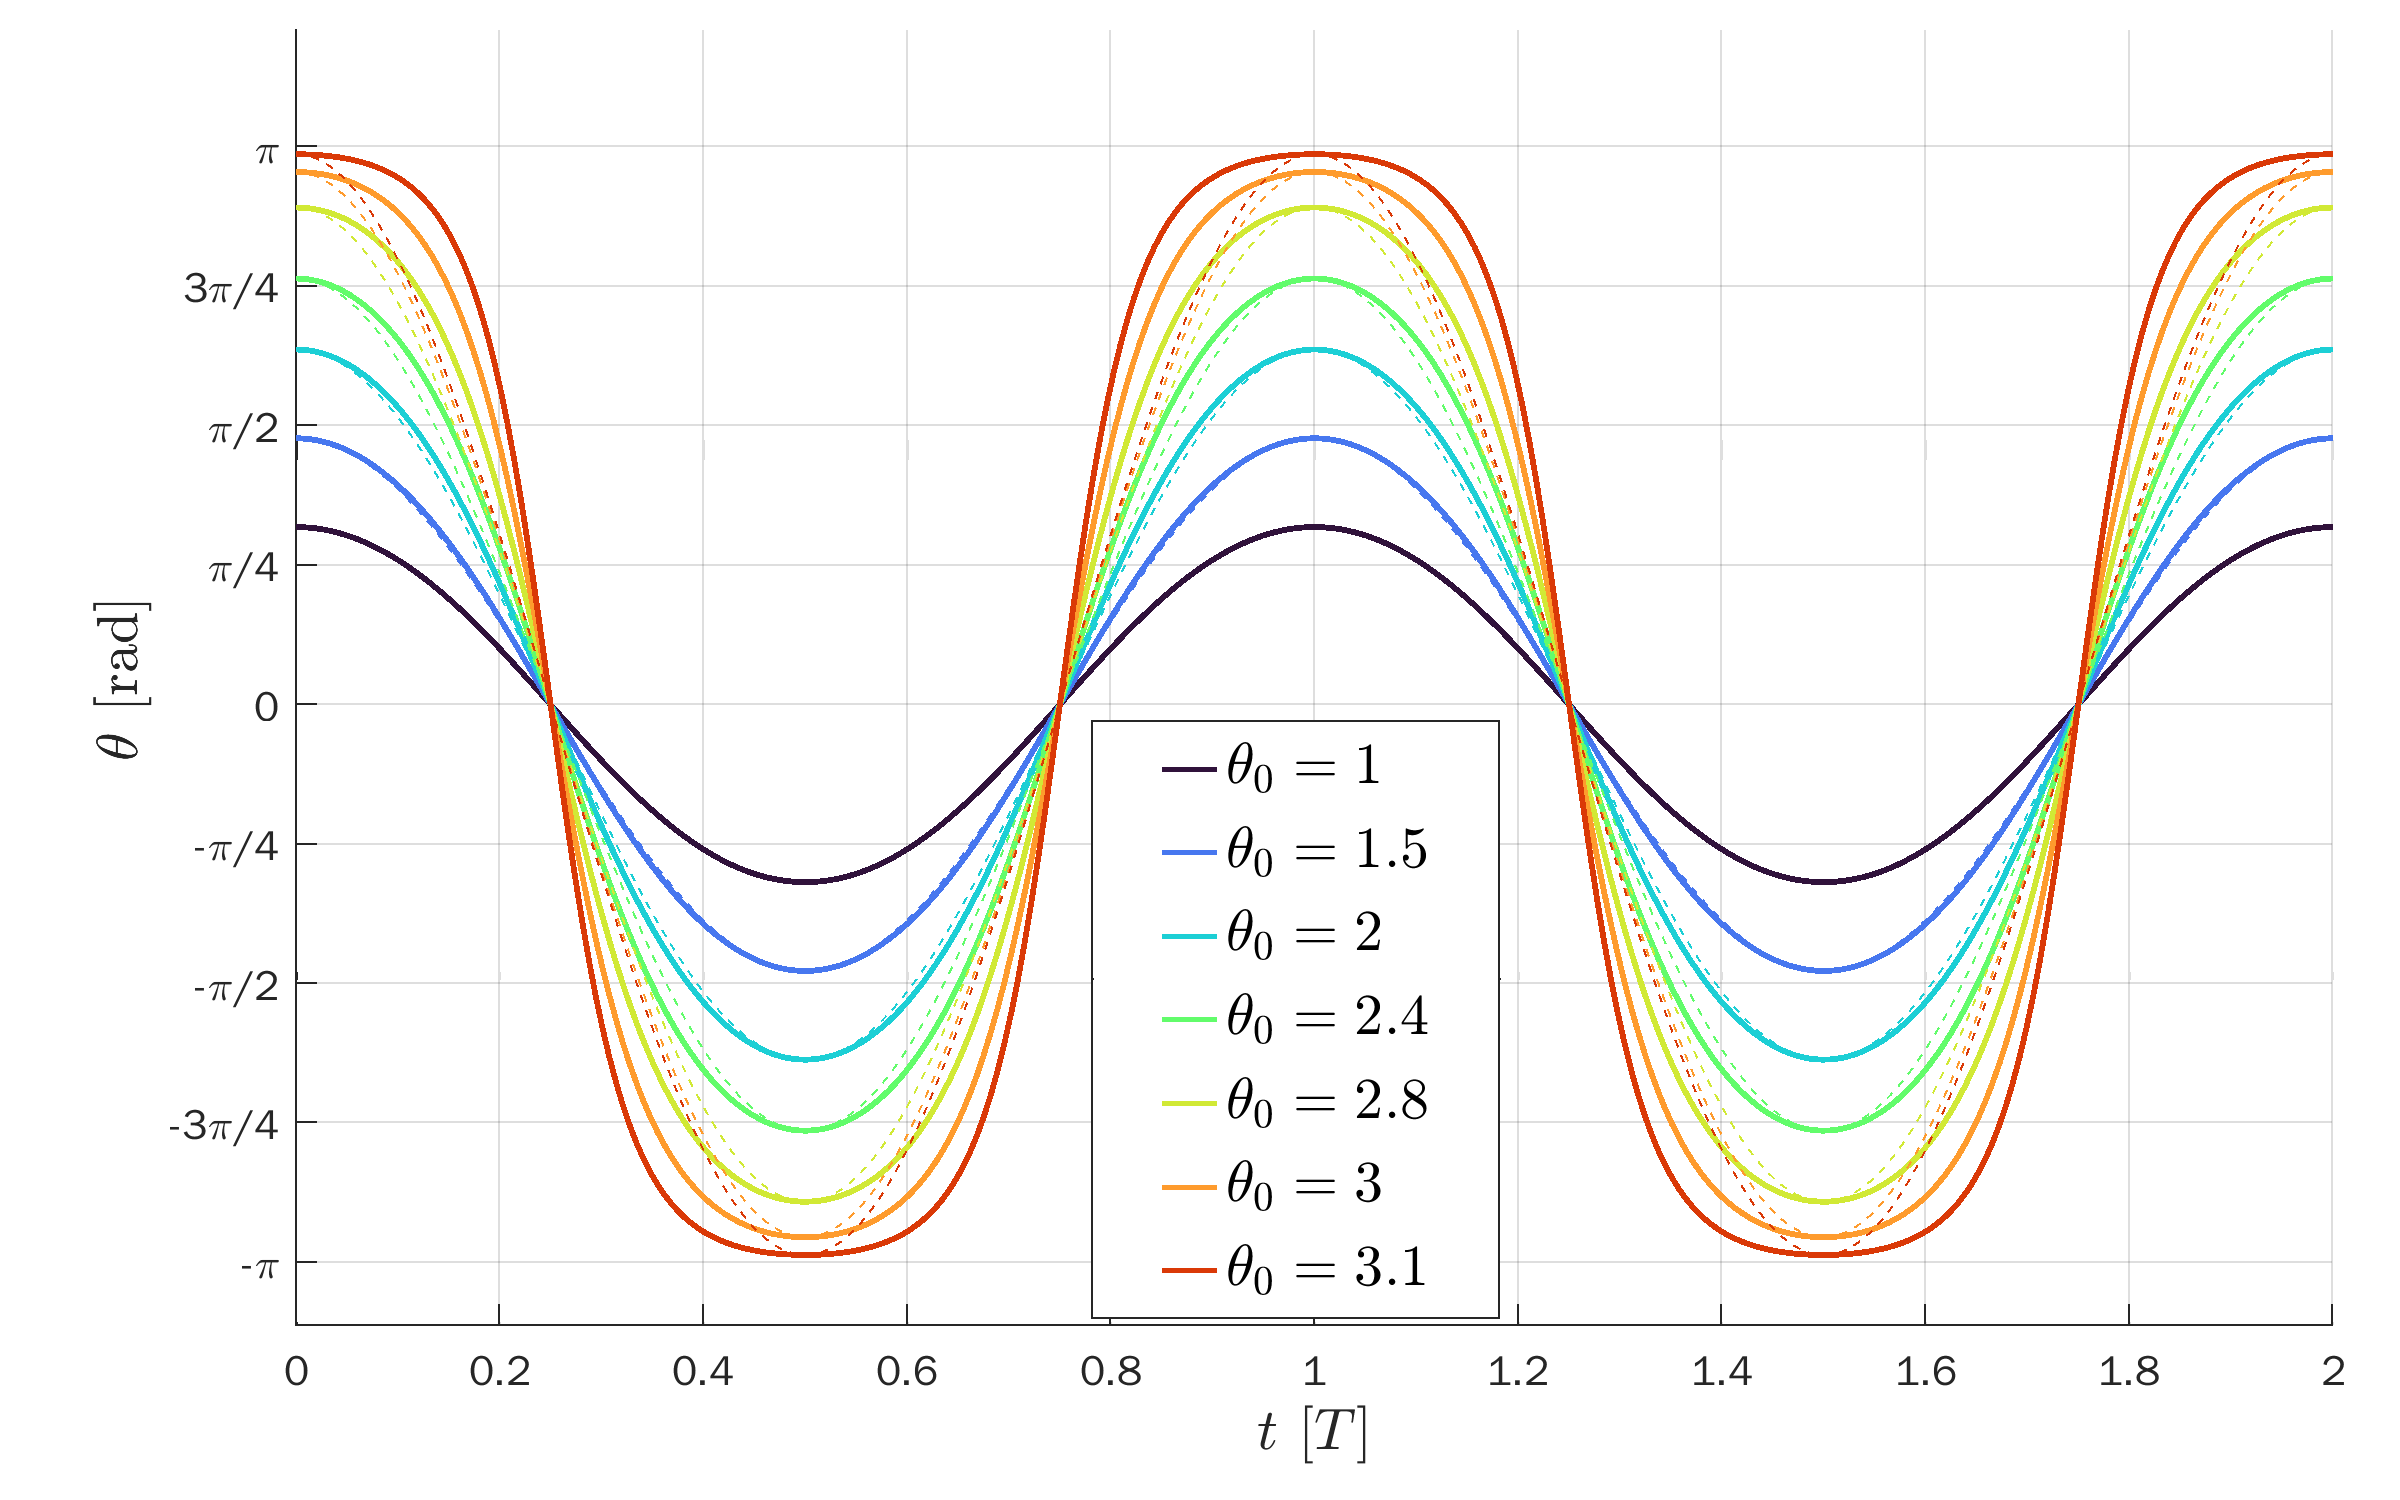 π
3π/4
π/2
π/4
0
-π/4
-π/2
-3π/4
-π
θ [rad]
θ₀ = 1
θ₀ = 1.5
θ₀ = 2
θ₀ = 2.4
θ₀ = 2.8
θ₀ = 3
θ₀ = 3.1
0 0.2 0.4 0.6 0.8 1 1.2 1.4 1.6 1.8 2
t [T]